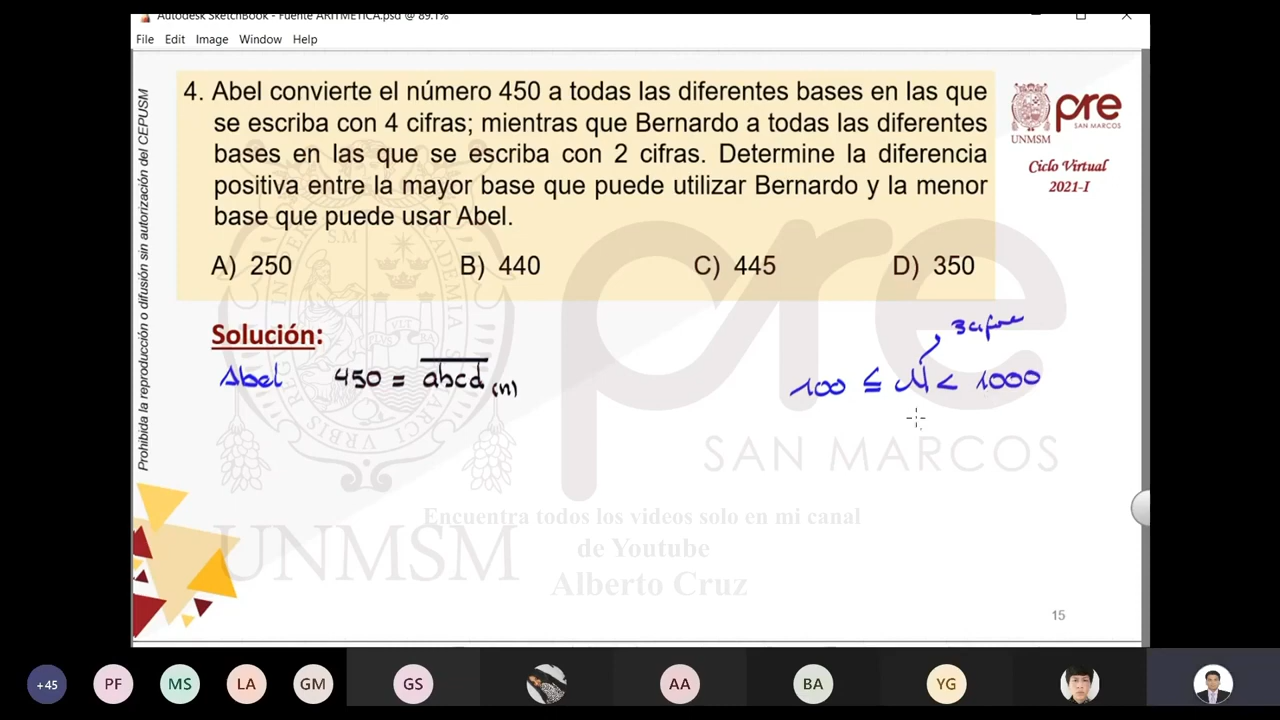 Autodesk SketchBook - Fuente ARITMETICA.psd @ 89.1%
File Edit Image Window Help
4. Abel convierte el número 450 a todas las diferentes bases en las que
se escriba con 4 cifras; mientras que Bernardo a todas las diferentes
bases en las que se escriba con 2 cifras. Determine la diferencia
positiva entre la mayor base que puede utilizar Bernardo y la menor
base que puede usar Abel.
A) 250 B) 440 C) 445 D) 350
UNMSM
pre
SAN MARCOS
Ciclo Virtual
2021-I
Prohibida la reproducción o difusión sin autorización del CEPUSM
Solución:
3 cifras
Abel 450 = abcd(n) 100 ≤ N < 1000
pre
SAN MARCOS
UNMSM
Encuentra todos los videos solo en mi canal
de Youtube
Alberto Cruz
15
+45 PF MS LA GM GS AA BA YG